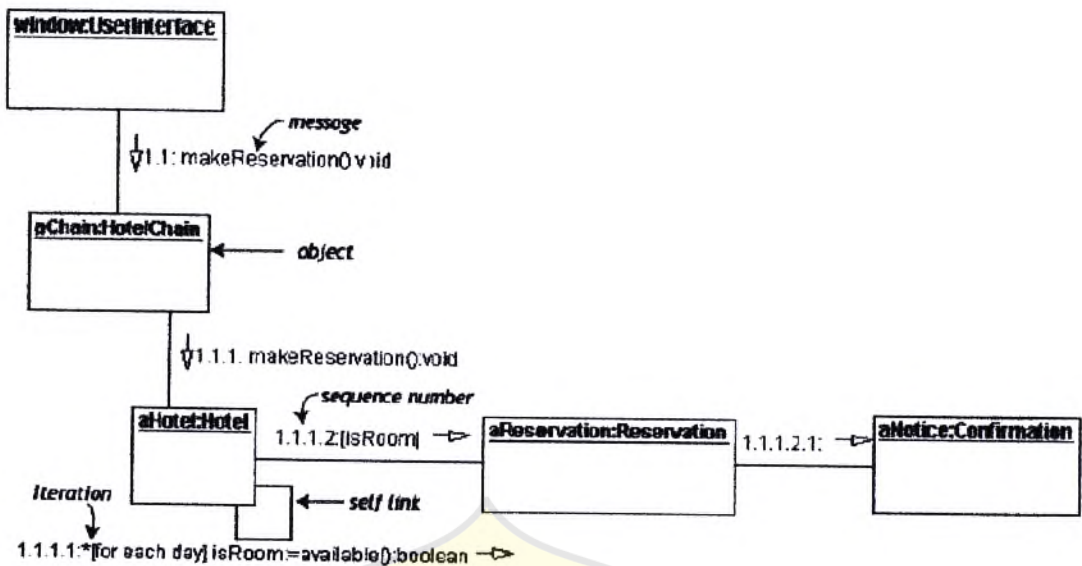 window:UserInterface
message
1.1: makeReservation():void
aChain:HotelChain
object
1.1.1. makeReservation():void
sequence number
aHotel:Hotel
1.1.1.2:[isRoom]
aReservation:Reservation
1.1.1.2.1:
aNotice:Confirmation
iteration
self link
1.1.1.1:*[for each day] isRoom:=available():boolean